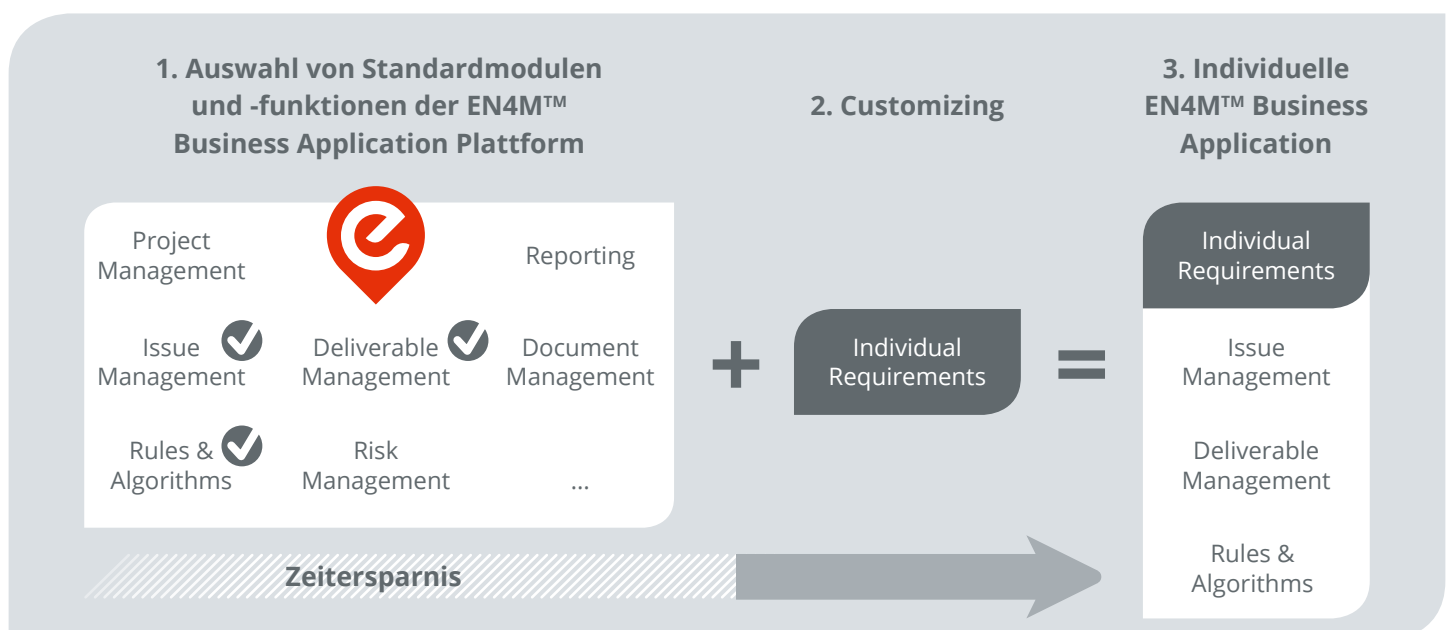 1. Auswahl von Standardmodulen
und -funktionen der EN4M™
Business Application Plattform
2. Customizing
3. Individuelle
EN4M™ Business
Application
Project
Management
Reporting
Issue
Management
Deliverable
Management
Document
Management
Rules &
Algorithms
Risk
Management
...
+
Individual
Requirements
=
Individual
Requirements
Issue
Management
Deliverable
Management
Rules &
Algorithms
Zeitersparnis